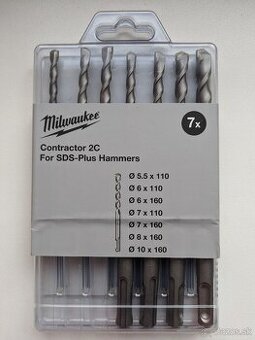 Milwaukee
7x
Contractor 2C
For SDS-Plus Hammers
Ø 5.5 x 110
Ø 6 x 110
Ø 6 x 160
Ø 7 x 110
Ø 7 x 160
Ø 8 x 160
Ø 10 x 160